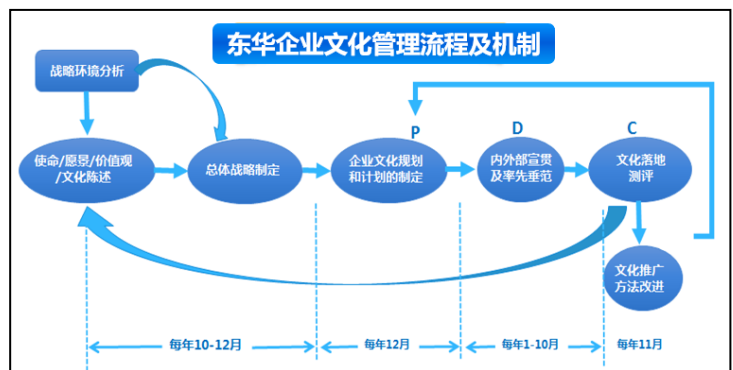 东华企业文化管理流程及机制
战略环境分析
P
D
C
使命/愿景/价值观
/文化陈述
总体战略制定
企业文化规划
和计划的制定
内外部宣贯
及率先垂范
文化落地
测评
文化推广
方法改进
每年10-12月
每年12月
每年1-10月
每年11月